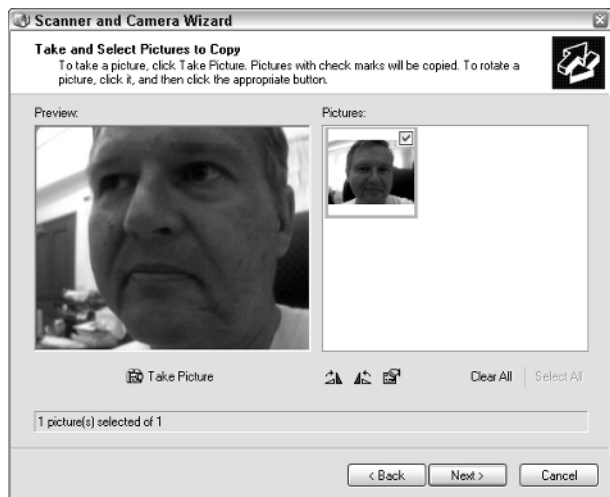 Scanner and Camera Wizard
Take and Select Pictures to Copy
To take a picture, click Take Picture. Pictures with check marks will be copied. To rotate a
picture, click it, and then click the appropriate button.
Preview:
Pictures:
Take Picture
Clear All
Select All
1 picture(s) selected of 1
< Back
Next >
Cancel